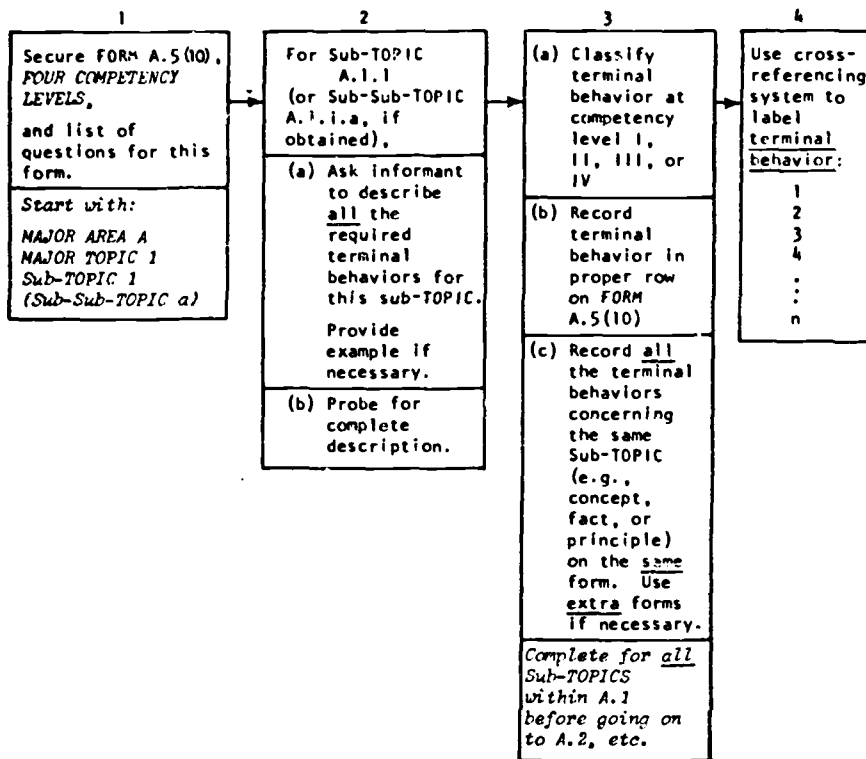 1
Secure FORM A.5(10),
FOUR COMPETENCY
LEVELS,
and list of
questions for this
form.
Start with:
MAJOR AREA A
MAJOR TOPIC 1
Sub-TOPIC 1
(Sub-Sub-TOPIC a)
2
For Sub-TOPIC
A.1.1
(or Sub-Sub-TOPIC
A.1.1.a, if
obtained),
(a) Ask informant
to describe
all the
required
terminal
behaviors for
this sub-TOPIC.
Provide
example if
necessary.
(b) Probe for
complete
description.
3
(a) Classify
terminal
behavior at
competency
level I,
II, III, or
IV
(b) Record
terminal
behavior in
proper row
on FORM
A.5(10)
(c) Record all
the terminal
behaviors
concerning
the same
Sub-TOPIC
(e.g.,
concept,
fact, or
principle)
on the same
form. Use
extra forms
if necessary.
Complete for all
Sub-TOPICS
within A.1
before going on
to A.2, etc.
4
Use cross-
referencing
system to
label
terminal
behavior:
1
2
3
4
.
.
.
n